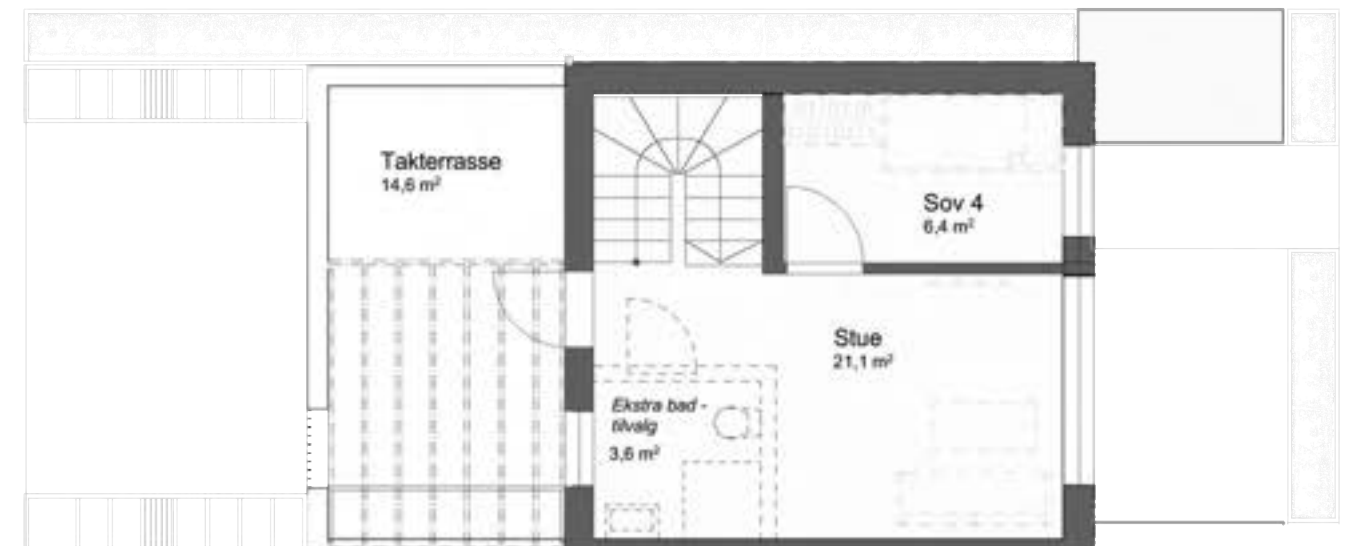 Takterrasse
14,6 m²
Sov 4
6,4 m²
Stue
21,1 m²
Ekstra bad -
tilvalg
3,6 m²